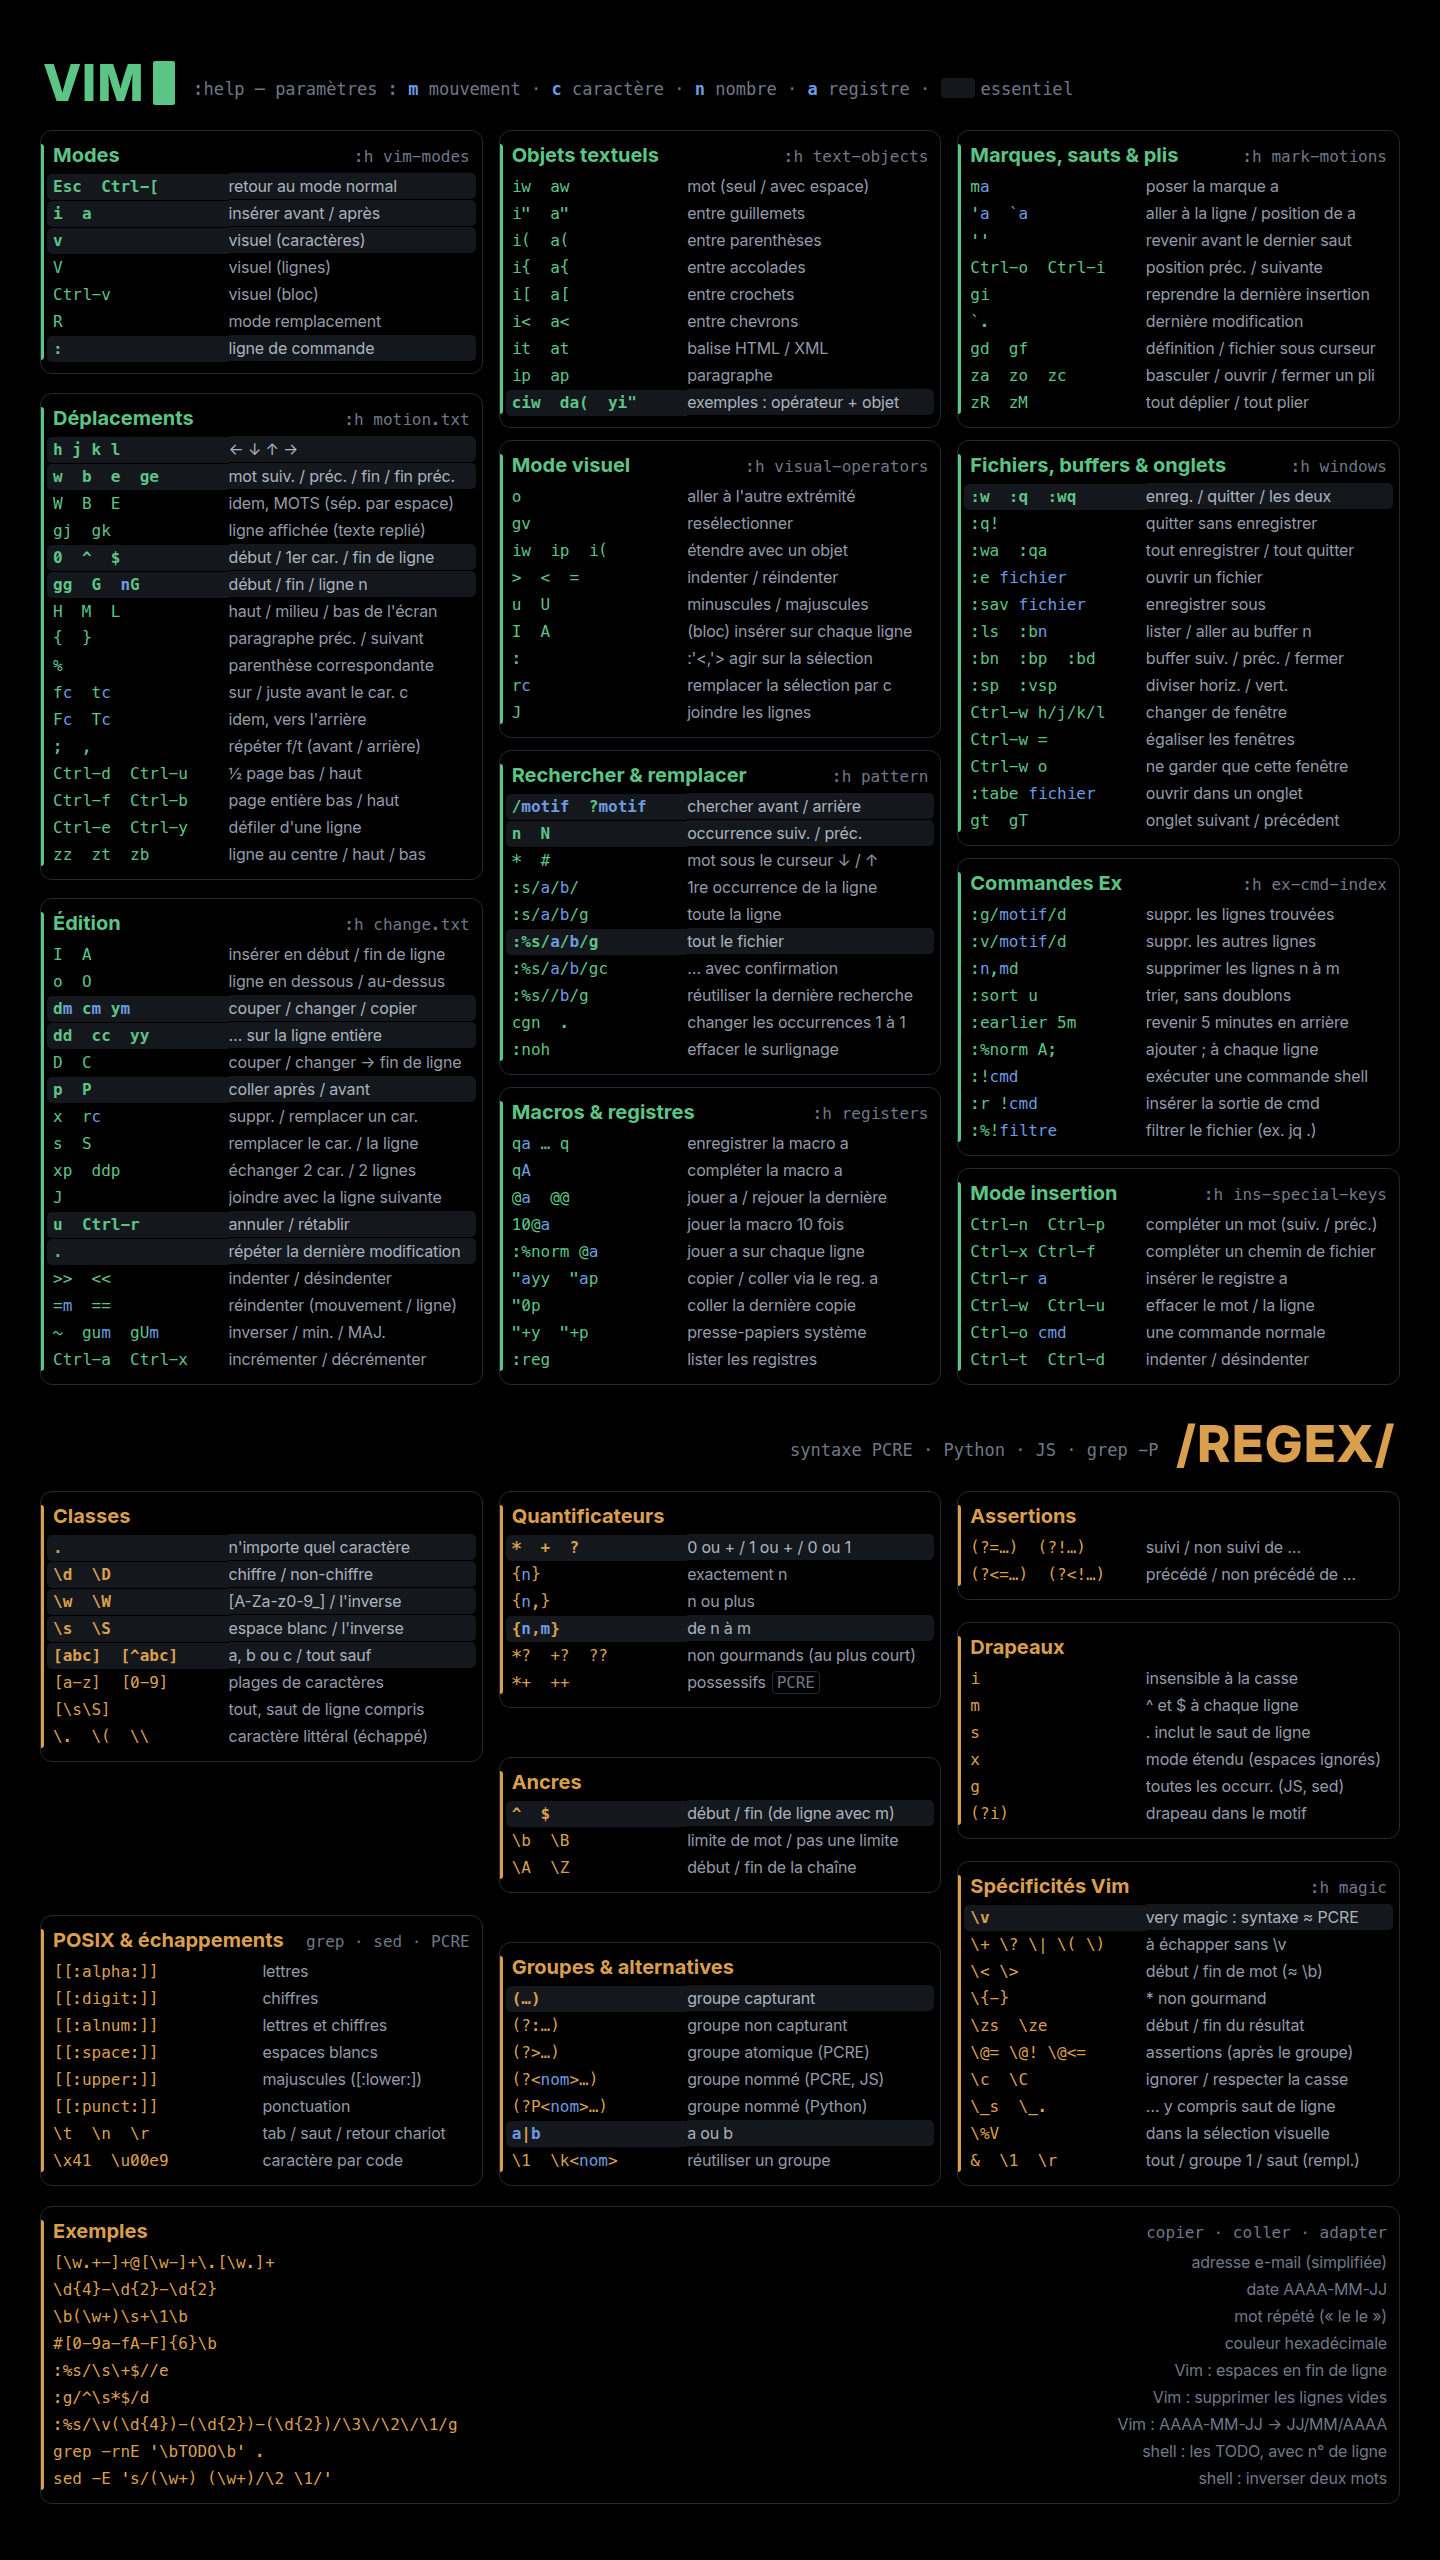 VIM :help — paramètres : m mouvement · c caractère · n nombre · a registre · essentiel
Modes :h vim-modes
Esc Ctrl-[ retour au mode normal
i a insérer avant / après
v visuel (caractères)
V visuel (lignes)
Ctrl-v visuel (bloc)
R mode remplacement
: ligne de commande
Déplacements :h motion.txt
h j k l ← ↓ ↑ →
w b e ge mot suiv. / préc. / fin / fin préc.
W B E idem, MOTS (sép. par espace)
gj gk ligne affichée (texte replié)
0 ^ $ début / 1er car. / fin de ligne
gg G nG début / fin / ligne n
H M L haut / milieu / bas de l'écran
{ } paragraphe préc. / suivant
% parenthèse correspondante
fc tc sur / juste avant le car. c
Fc Tc idem, vers l'arrière
; , répéter f/t (avant / arrière)
Ctrl-d Ctrl-u ½ page bas / haut
Ctrl-f Ctrl-b page entière bas / haut
Ctrl-e Ctrl-y défiler d'une ligne
zz zt zb ligne au centre / haut / bas
Édition :h change.txt
I A insérer en début / fin de ligne
o O ligne en dessous / au-dessus
dm cm ym couper / changer / copier
dd cc yy … sur la ligne entière
D C couper / changer → fin de ligne
p P coller après / avant
x rc suppr. / remplacer un car.
s S remplacer le car. / la ligne
xp ddp échanger 2 car. / 2 lignes
J joindre avec la ligne suivante
u Ctrl-r annuler / rétablir
. répéter la dernière modification
>> << indenter / désindenter
=m == réindenter (mouvement / ligne)
~ gum gUm inverser / min. / MAJ.
Ctrl-a Ctrl-x incrémenter / décrémenter
Objets textuels :h text-objects
iw aw mot (seul / avec espace)
i" a" entre guillemets
i( a( entre parenthèses
i{ a{ entre accolades
i[ a[ entre crochets
i< a< entre chevrons
it at balise HTML / XML
ip ap paragraphe
ciw da( yi" exemples : opérateur + objet
Mode visuel :h visual-operators
o aller à l'autre extrémité
gv resélectionner
iw ip i( étendre avec un objet
> < = indenter / réindenter
u U minuscules / majuscules
I A (bloc) insérer sur chaque ligne
: :'<,'> agir sur la sélection
rc remplacer la sélection par c
J joindre les lignes
Rechercher & remplacer :h pattern
/motif ?motif chercher avant / arrière
n N occurrence suiv. / préc.
* # mot sous le curseur ↓ / ↑
:s/a/b/ 1re occurrence de la ligne
:s/a/b/g toute la ligne
:%s/a/b/g tout le fichier
:%s/a/b/gc … avec confirmation
:%s//b/g réutiliser la dernière recherche
cgn . changer les occurrences 1 à 1
:noh effacer le surlignage
Macros & registres :h registers
qa … q enregistrer la macro a
qA compléter la macro a
@a @@ jouer a / rejouer la dernière
10@a jouer la macro 10 fois
:%norm @a jouer a sur chaque ligne
"ayy "ap copier / coller via le reg. a
"0p coller la dernière copie
"+y "+p presse-papiers système
:reg lister les registres
Marques, sauts & plis :h mark-motions
ma poser la marque a
'a `a aller à la ligne / position de a
'' revenir avant le dernier saut
Ctrl-o Ctrl-i position préc. / suivante
gi reprendre la dernière insertion
`. dernière modification
gd gf définition / fichier sous curseur
za zo zc basculer / ouvrir / fermer un pli
zR zM tout déplier / tout plier
Fichiers, buffers & onglets :h windows
:w :q :wq enreg. / quitter / les deux
:q! quitter sans enregistrer
:wa :qa tout enregistrer / tout quitter
:e fichier ouvrir un fichier
:sav fichier enregistrer sous
:ls :bn lister / aller au buffer n
:bn :bp :bd buffer suiv. / préc. / fermer
:sp :vsp diviser horiz. / vert.
Ctrl-w h/j/k/l changer de fenêtre
Ctrl-w = égaliser les fenêtres
Ctrl-w o ne garder que cette fenêtre
:tabe fichier ouvrir dans un onglet
gt gT onglet suivant / précédent
Commandes Ex :h ex-cmd-index
:g/motif/d suppr. les lignes trouvées
:v/motif/d suppr. les autres lignes
:n,md supprimer les lignes n à m
:sort u trier, sans doublons
:earlier 5m revenir 5 minutes en arrière
:%norm A; ajouter ; à chaque ligne
:!cmd exécuter une commande shell
:r !cmd insérer la sortie de cmd
:%!filtre filtrer le fichier (ex. jq .)
Mode insertion :h ins-special-keys
Ctrl-n Ctrl-p compléter un mot (suiv. / préc.)
Ctrl-x Ctrl-f compléter un chemin de fichier
Ctrl-r a insérer le registre a
Ctrl-w Ctrl-u effacer le mot / la ligne
Ctrl-o cmd une commande normale
Ctrl-t Ctrl-d indenter / désindenter
syntaxe PCRE · Python · JS · grep -P /REGEX/
Classes
. n'importe quel caractère
\d \D chiffre / non-chiffre
\w \W [A-Za-z0-9_] / l'inverse
\s \S espace blanc / l'inverse
[abc] [^abc] a, b ou c / tout sauf
[a-z] [0-9] plages de caractères
[\s\S] tout, saut de ligne compris
\. \( \\ caractère littéral (échappé)
POSIX & échappements grep · sed · PCRE
[[:alpha:]] lettres
[[:digit:]] chiffres
[[:alnum:]] lettres et chiffres
[[:space:]] espaces blancs
[[:upper:]] majuscules ([:lower:])
[[:punct:]] ponctuation
\t \n \r tab / saut / retour chariot
\x41 \u00e9 caractère par code
Quantificateurs
* + ? 0 ou + / 1 ou + / 0 ou 1
{n} exactement n
{n,} n ou plus
{n,m} de n à m
*? +? ?? non gourmands (au plus court)
*+ ++ possessifs PCRE
Ancres
^ $ début / fin (de ligne avec m)
\b \B limite de mot / pas une limite
\A \Z début / fin de la chaîne
Groupes & alternatives
(…) groupe capturant
(?:…) groupe non capturant
(?>…) groupe atomique (PCRE)
(?<nom>…) groupe nommé (PCRE, JS)
(?P<nom>…) groupe nommé (Python)
a|b a ou b
\1 \k<nom> réutiliser un groupe
Assertions
(?=…) (?!…) suivi / non suivi de …
(?<=…) (?<!…) précédé / non précédé de …
Drapeaux
i insensible à la casse
m ^ et $ à chaque ligne
s . inclut le saut de ligne
x mode étendu (espaces ignorés)
g toutes les occurr. (JS, sed)
(?i) drapeau dans le motif
Spécificités Vim :h magic
\v very magic : syntaxe ≈ PCRE
\+ \? \| \( \) à échapper sans \v
\< \> début / fin de mot (≈ \b)
\{-} * non gourmand
\zs \ze début / fin du résultat
\@= \@! \@<= assertions (après le groupe)
\c \C ignorer / respecter la casse
\_s \_. … y compris saut de ligne
\%V dans la sélection visuelle
& \1 \r tout / groupe 1 / saut (rempl.)
Exemples copier · coller · adapter
[\w.+-]+@[\w-]+\.[\w.]+ adresse e-mail (simplifiée)
\d{4}-\d{2}-\d{2} date AAAA-MM-JJ
\b(\w+)\s+\1\b mot répété (« le le »)
#[0-9a-fA-F]{6}\b couleur hexadécimale
:%s/\s\+$//e Vim : espaces en fin de ligne
:g/^\s*$/d Vim : supprimer les lignes vides
:%s/\v(\d{4})-(\d{2})-(\d{2})/\3\/\2\/\1/g Vim : AAAA-MM-JJ → JJ/MM/AAAA
grep -rnE '\bTODO\b' . shell : les TODO, avec n° de ligne
sed -E 's/(\w+) (\w+)/\2 \1/' shell : inverser deux mots